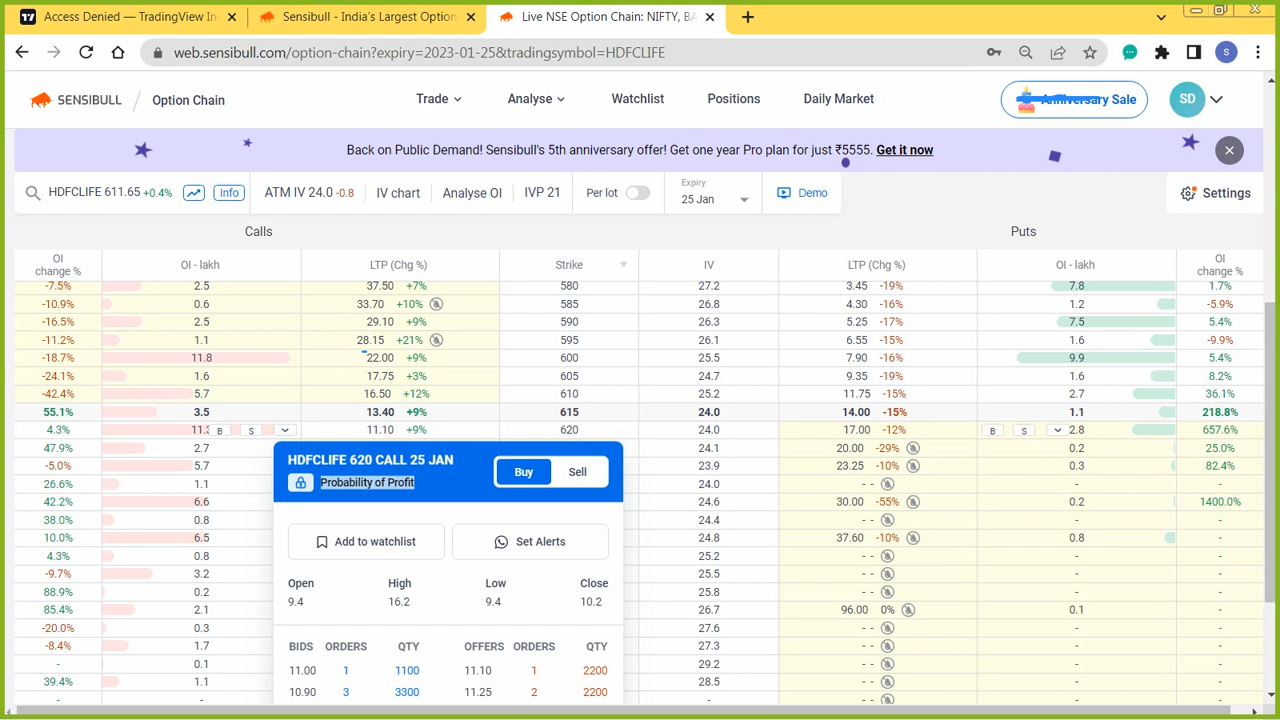 Access Denied — TradingView In
Sensibull - India's Largest Option
Live NSE Option Chain: NIFTY, BA
web.sensibull.com/option-chain?expiry=2023-01-25&tradingsymbol=HDFCLIFE
S
SENSIBULL / Option Chain
Trade Analyse Watchlist Positions Daily Market
Anniversary Sale
SD
Back on Public Demand! Sensibull's 5th anniversary offer! Get one year Pro plan for just ₹5555. Get it now
HDFCLIFE 611.65 +0.4% Info ATM IV 24.0 -0.8 IV chart Analyse OI IVP 21 Per lot Expiry 25 Jan Demo Settings
Calls Puts
OI change % OI - lakh LTP (Chg %) Strike IV LTP (Chg %) OI - lakh OI change %
-7.5% 2.5 37.50 +7% 580 27.2 3.45 -19% 7.8 1.7%
-10.9% 0.6 33.70 +10% 585 26.8 4.30 -16% 1.2 -5.9%
-16.5% 2.5 29.10 +9% 590 26.3 5.25 -17% 7.5 5.4%
-11.2% 1.1 28.15 +21% 595 26.1 6.55 -15% 1.6 -9.9%
-18.7% 11.8 22.00 +9% 600 25.5 7.90 -16% 9.9 5.4%
-24.1% 1.6 17.75 +3% 605 24.7 9.35 -19% 1.6 8.2%
-42.4% 5.7 16.50 +12% 610 25.2 11.75 -15% 2.7 36.1%
55.1% 3.5 13.40 +9% 615 24.0 14.00 -15% 1.1 218.8%
4.3% 11.3 B S 11.10 +9% 620 24.0 17.00 -12% B S 2.8 657.6%
47.9% 2.7 24.1 20.00 -29% 0.6 25.0%
-5.0% 5.7 23.9 23.25 -10% 0.3 82.4%
26.6% 1.1 24.0 - - - -
42.2% 6.6 24.6 30.00 -55% 0.2 1400.0%
38.0% 0.8 24.4 - - - -
10.0% 6.5 24.8 37.60 -10% 0.8 -
4.3% 0.8 25.2 - - - -
-9.7% 3.2 25.5 - - - -
88.9% 0.2 25.8 - - - -
85.4% 2.1 26.7 96.00 0% 0.1 -
-20.0% 0.3 27.6 - - - -
-8.4% 1.7 27.3 - - - -
- 0.1 29.2 - - - -
39.4% 1.1 28.5 - - - -
- - - - - -
HDFCLIFE 620 CALL 25 JAN
Probability of Profit
Buy Sell
Add to watchlist Set Alerts
Open High Low Close
9.4 16.2 9.4 10.2
BIDS ORDERS QTY OFFERS ORDERS QTY
11.00 1 1100 11.10 1 2200
10.90 3 3300 11.25 2 2200